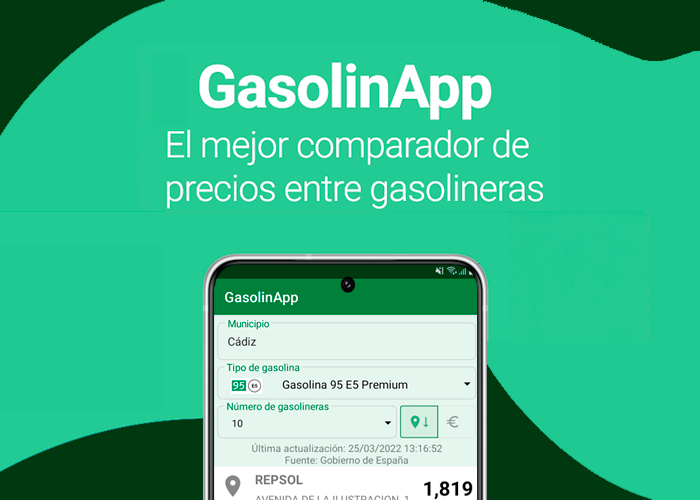 GasolinApp
El mejor comparador de
precios entre gasolineras
GasolinApp
Municipio
Cádiz
Tipo de gasolina
95 E5 Gasolina 95 E5 Premium
Número de gasolineras
10 €
Última actualización: 25/03/2022 13:16:52
Fuente: Gobierno de España
REPSOL
1,819
AVENIDA DE LA ILUSTRACION, 1